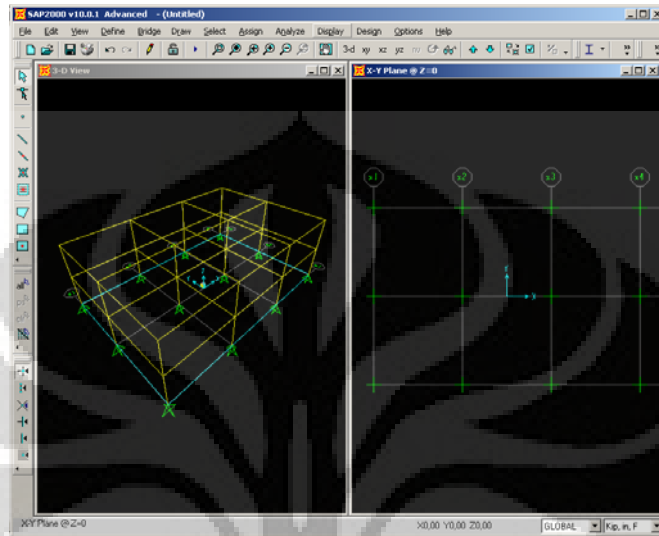 SAP2000 v10.0.1 Advanced - (Untitled)
File Edit View Define Bridge Draw Select Assign Analyze Display Design Options Help
3-d xy xz yz nv
3-D View
X-Y Plane @ Z=0
x1 x2 x3 x4
Y
X
X-Y Plane @ Z=0
X0,00 Y0,00 Z0,00
GLOBAL
Kip, in, F